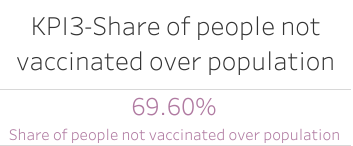 KPI3-Share of people not
vaccinated over population
69.60%
Share of people not vaccinated over population